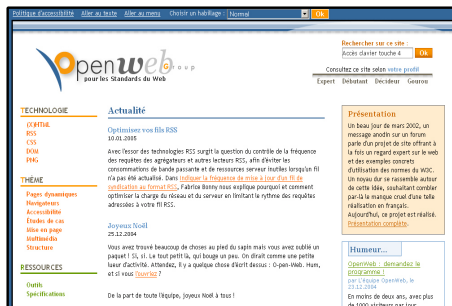 Politique d'accessibilité Aller au texte Aller au menu Choisir un habillage : Normal Ok
Rechercher sur ce site :
Accès clavier touche 4 Ok
Openweb Group
pour les Standards du Web
Consultez ce site selon votre profil
Expert Débutant Décideur Gourou
TECHNOLOGIE
(X)HTML
RSS
CSS
DOM
PNG
THÈME
Pages dynamiques
Navigateurs
Accessibilité
Études de cas
Mise en page
Multimédia
Structure
RESSOURCES
Outils
Spécifications
Actualité
Optimisez vos fils RSS
10.01.2005
Avec l'essor des technologies RSS surgit la question du contrôle de la fréquence
des requêtes des agrégateurs et autres lecteurs RSS, afin d'éviter les
consommations de bande passante et de ressources serveur inutiles lorsqu'un fil
n'a pas été actualisé. Dans Indiquer la fréquence de mise à jour d'un fil de
syndication au format RSS, Fabrice Bonny nous explique pourquoi et comment
optimiser la charge du réseau et du serveur en limitant le rythme des requêtes
adressées à votre fil RSS.
Joyeux Noël
25.12.2004
Vous avez trouvé beaucoup de choses au pied du sapin mais vous avez oublié un
paquet ! Si, si. Le tout petit là, qui bouge un peu. On dirait comme une petite
lueur d'activité. Attendez, il y a quelque chose d'écrit dessus : O-pen-Web. Hum,
et si vous l'ouvriez ?
De la part de toute l'équipe, joyeux Noël à tous !
Présentation
Un beau jour de mars 2002, un
message anodin sur un forum
parle d'un projet de site offrant à
la fois un regard expert sur le web
et des exemples concrets
d'utilisation des normes du W3C.
Un noyau dur se rassemble autour
de cette idée, souhaitant combler
par-là le manque cruel d'une telle
réalisation en français.
Aujourd'hui, ce projet est réalisé.
Présentation complète.
Humeur...
OpenWeb : demandez le
programme !
par L'équipe OpenWeb, le
23.12.2004
En moins de deux ans, avec plus
de 1000 visiteurs par jour,